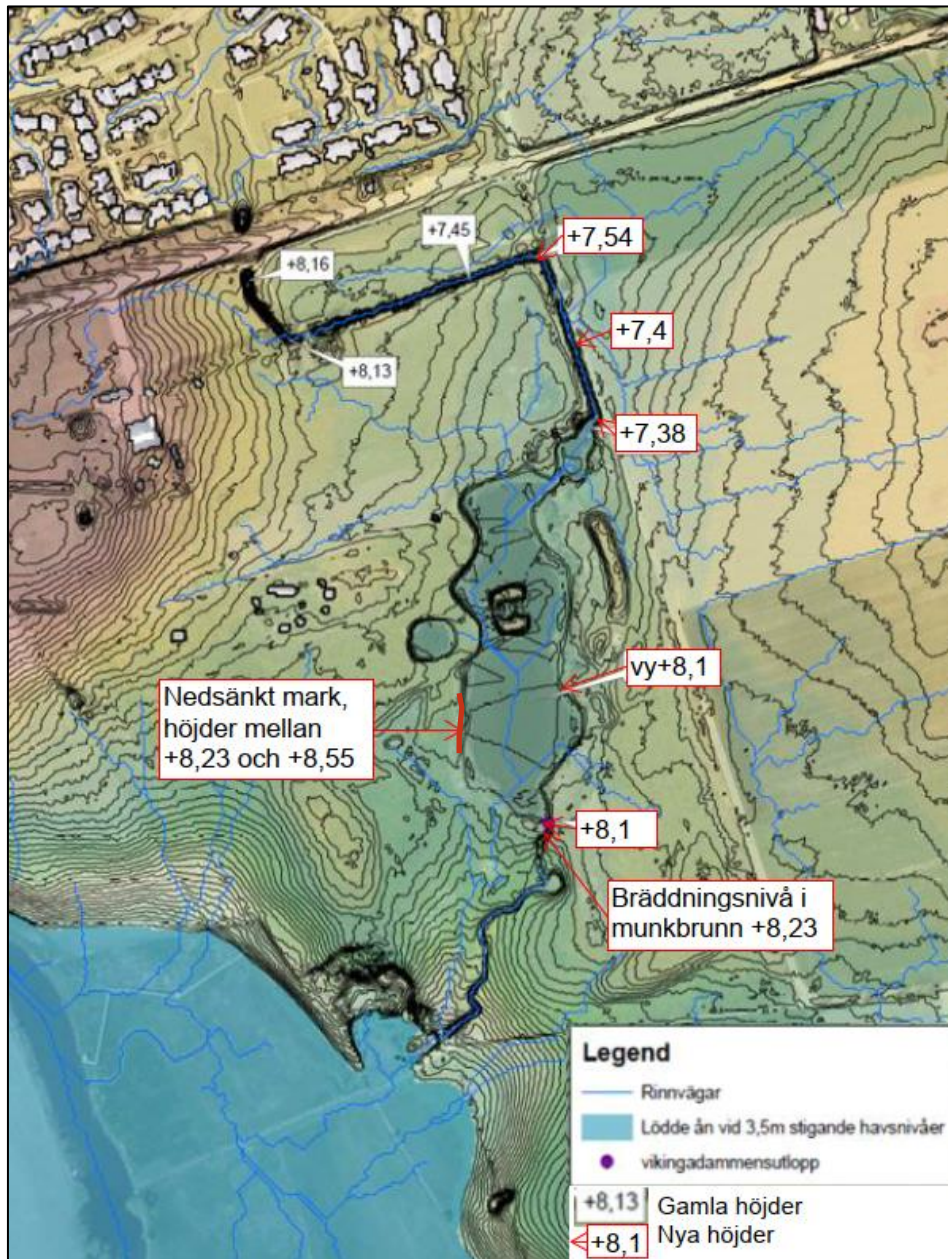 +7,54
+7,45
+8,16
+7,4
+8,13
+7,38
vy+8,1
Nedsänkt mark,
höjder mellan
+8,23 och +8,55
+8,1
Bräddningsnivå i
munkbrunn +8,23
Legend
Rinnvägar
Lödde ån vid 3,5m stigande havsnivåer
vikingadammensutlopp
+8,13 Gamla höjder
+8,1 Nya höjder